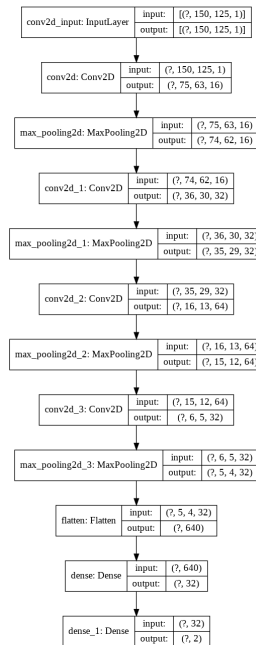 conv2d_input: InputLayer
input: [(?, 150, 125, 1)]
output: [(?, 150, 125, 1)]
conv2d: Conv2D
input: (?, 150, 125, 1)
output: (?, 75, 63, 16)
max_pooling2d: MaxPooling2D
input: (?, 75, 63, 16)
output: (?, 74, 62, 16)
conv2d_1: Conv2D
input: (?, 74, 62, 16)
output: (?, 36, 30, 32)
max_pooling2d_1: MaxPooling2D
input: (?, 36, 30, 32)
output: (?, 35, 29, 32)
conv2d_2: Conv2D
input: (?, 35, 29, 32)
output: (?, 16, 13, 64)
max_pooling2d_2: MaxPooling2D
input: (?, 16, 13, 64)
output: (?, 15, 12, 64)
conv2d_3: Conv2D
input: (?, 15, 12, 64)
output: (?, 6, 5, 32)
max_pooling2d_3: MaxPooling2D
input: (?, 6, 5, 32)
output: (?, 5, 4, 32)
flatten: Flatten
input: (?, 5, 4, 32)
output: (?, 640)
dense: Dense
input: (?, 640)
output: (?, 32)
dense_1: Dense
input: (?, 32)
output: (?, 2)